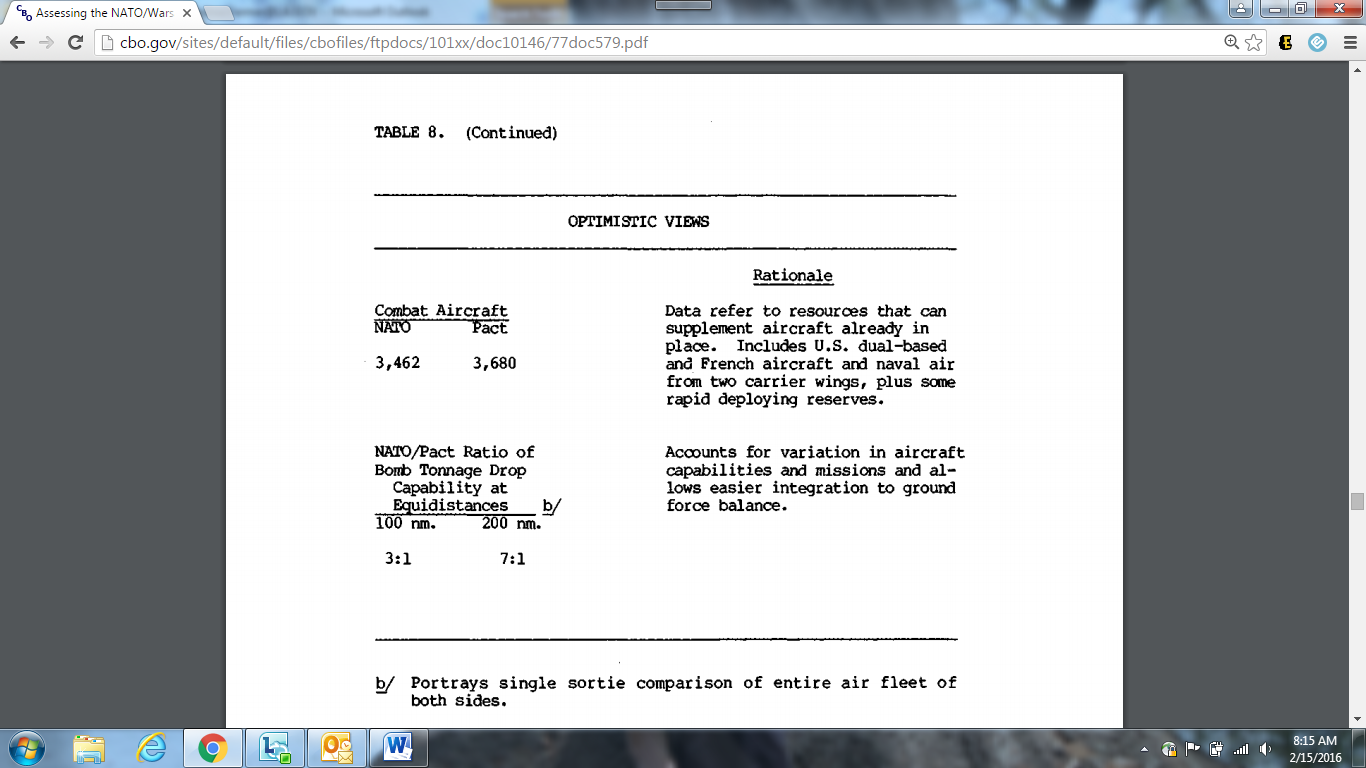 Assessing the NATO/Wars
cbo.gov/sites/default/files/cbofiles/ftpdocs/101xx/doc10146/77doc579.pdf
TABLE 8. (Continued)
OPTIMISTIC VIEWS
Rationale
Combat Aircraft
NATO Pact
3,462 3,680
Data refer to resources that can
supplement aircraft already in
place. Includes U.S. dual-based
and French aircraft and naval air
from two carrier wings, plus some
rapid deploying reserves.
NATO/Pact Ratio of
Bomb Tonnage Drop
Capability at
Equidistances b/
100 nm. 200 nm.
3:1 7:1
Accounts for variation in aircraft
capabilities and missions and al-
lows easier integration to ground
force balance.
b/ Portrays single sortie comparison of entire air fleet of
both sides.
8:15 AM
2/15/2016